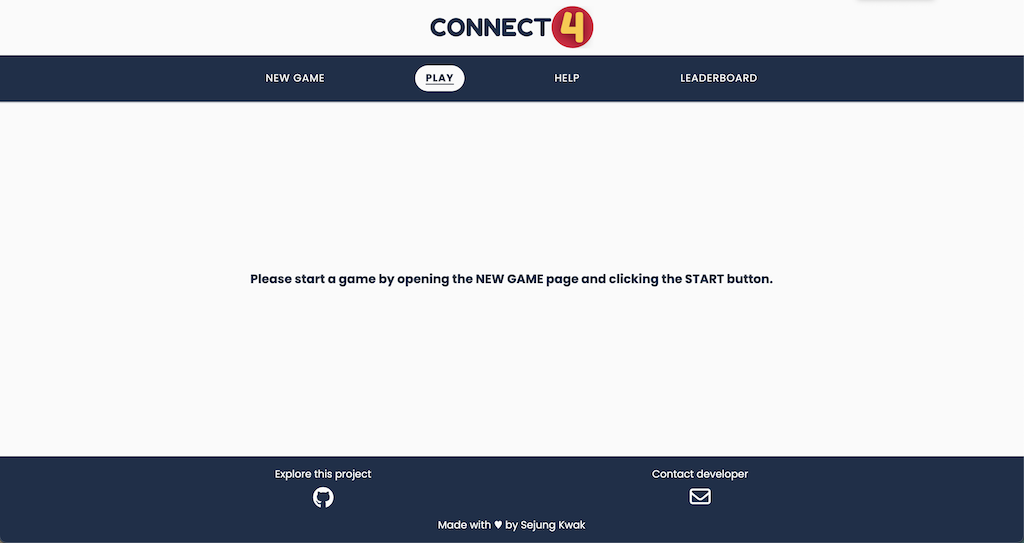 CONNECT4
NEW GAME
PLAY
HELP
LEADERBOARD
Please start a game by opening the NEW GAME page and clicking the START button.
Explore this project
Contact developer
Made with ♥ by Sejung Kwak